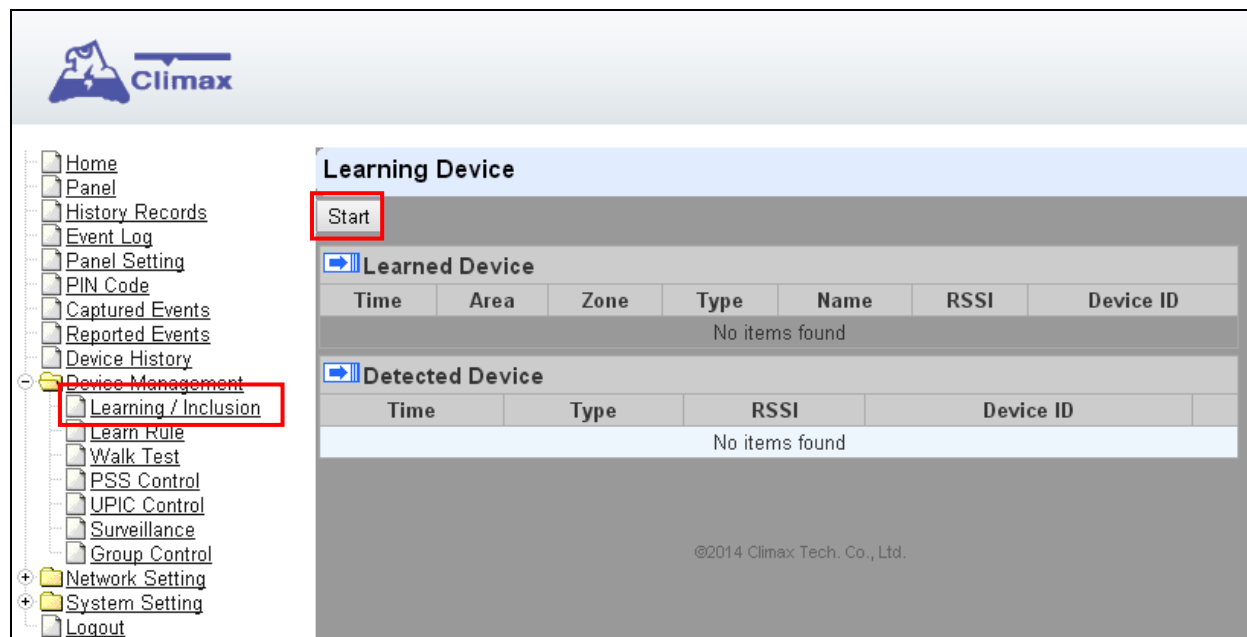 Climax
Home
Panel
History Records
Event Log
Panel Setting
PIN Code
Captured Events
Reported Events
Device History
Device Management
Learning / Inclusion
Learn Rule
Walk Test
PSS Control
UPIC Control
Surveillance
Group Control
Network Setting
System Setting
Logout
Learning Device
Start
Learned Device
Time Area Zone Type Name RSSI Device ID
No items found
Detected Device
Time Type RSSI Device ID
No items found
©2014 Climax Tech. Co., Ltd.